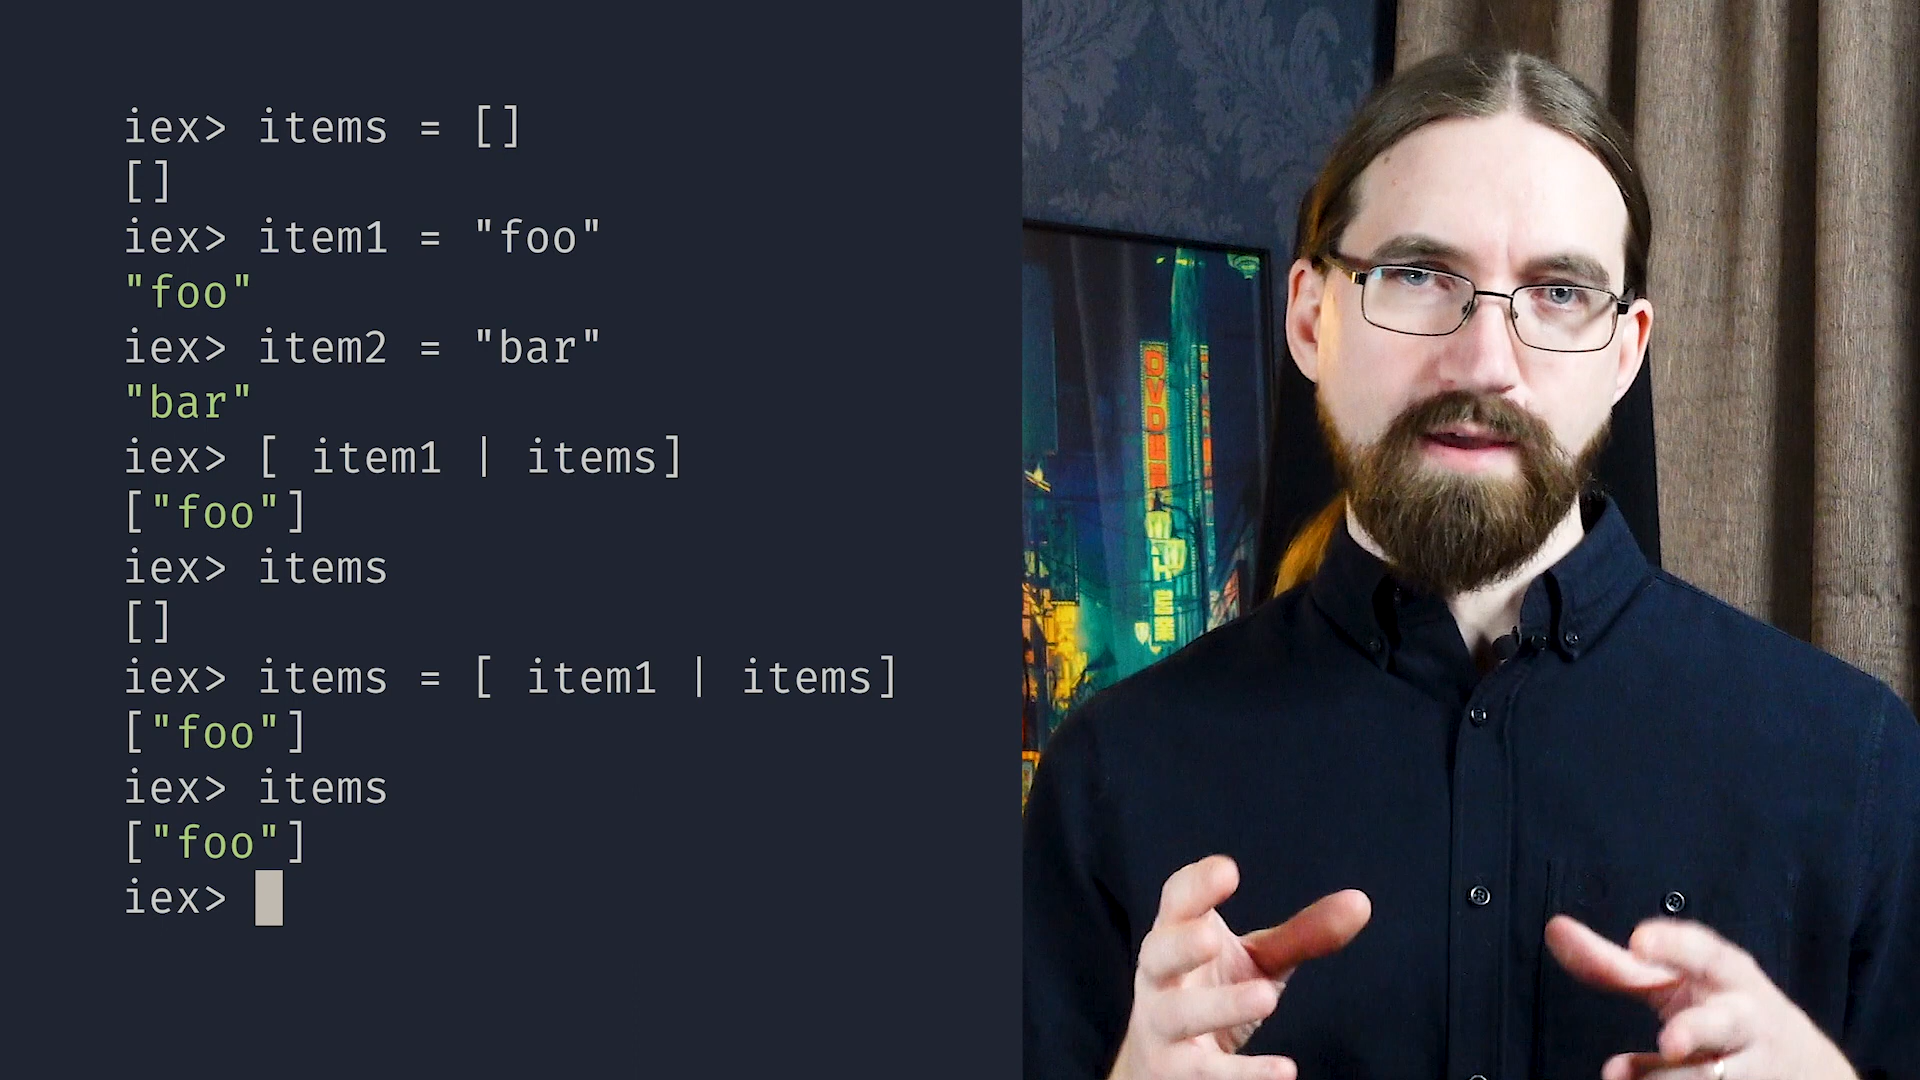 iex> items = []
[]
iex> item1 = "foo"
"foo"
iex> item2 = "bar"
"bar"
iex> [ item1 | items]
["foo"]
iex> items
[]
iex> items = [ item1 | items]
["foo"]
iex> items
["foo"]
iex>